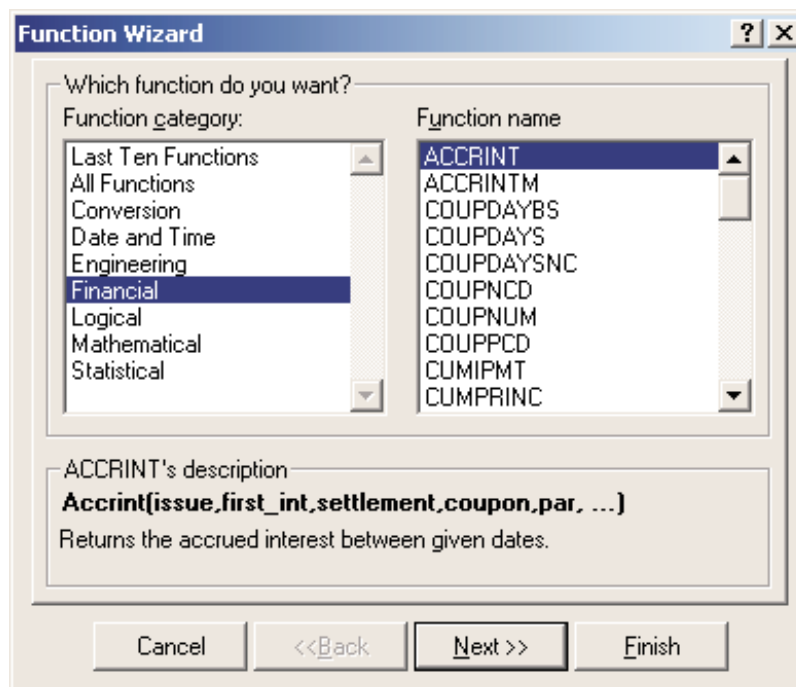 Function Wizard
Which function do you want?
Function category:
Last Ten Functions
All Functions
Conversion
Date and Time
Engineering
Financial
Logical
Mathematical
Statistical
Function name
ACCRINT
ACCRINTM
COUPDAYBS
COUPDAYS
COUPDAYSNC
COUPNCD
COUPNUM
COUPPCD
CUMIPMT
CUMPRINC
ACCRINT's description
Accrint(issue,first_int,settlement,coupon,par, ...)
Returns the accrued interest between given dates.
Cancel
<<Back
Next >>
Finish